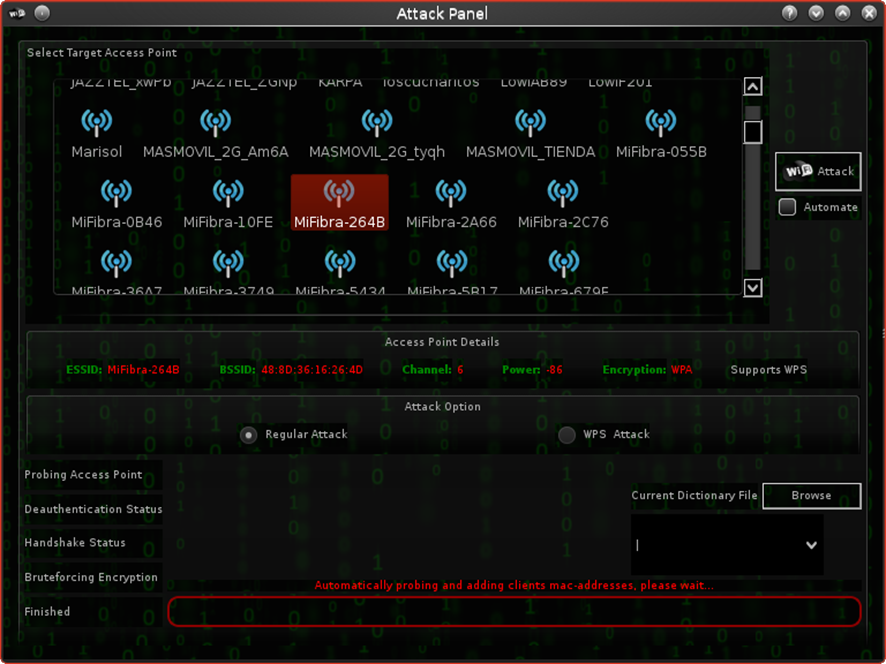 Attack Panel
Select Target Access Point
JAZZTEL_xwPb JAZZTEL_ZGNp KARPA loscucharitos LowiAB89 LowiF201
Marisol MASMOVIL_2G_Am6A MASMOVIL_2G_tyqh MASMOVIL_TIENDA MiFibra-055B
WiFi Attack
MiFibra-0B46 MiFibra-10FE MiFibra-264B MiFibra-2A66 MiFibra-2C76
Automate
MiFibra-36A7 MiFibra-3749 MiFibra-5434 MiFibra-5B17 MiFibra-679E
Access Point Details
ESSID: MiFibra-264B BSSID: 48:8D:36:16:26:4D Channel: 6 Power: -86 Encryption: WPA Supports WPS
Attack Option
Regular Attack WPS Attack
Probing Access Point
Current Dictionary File Browse
Deauthentication Status
Handshake Status
Bruteforcing Encryption
Automatically probing and adding clients mac-addresses, please wait...
Finished